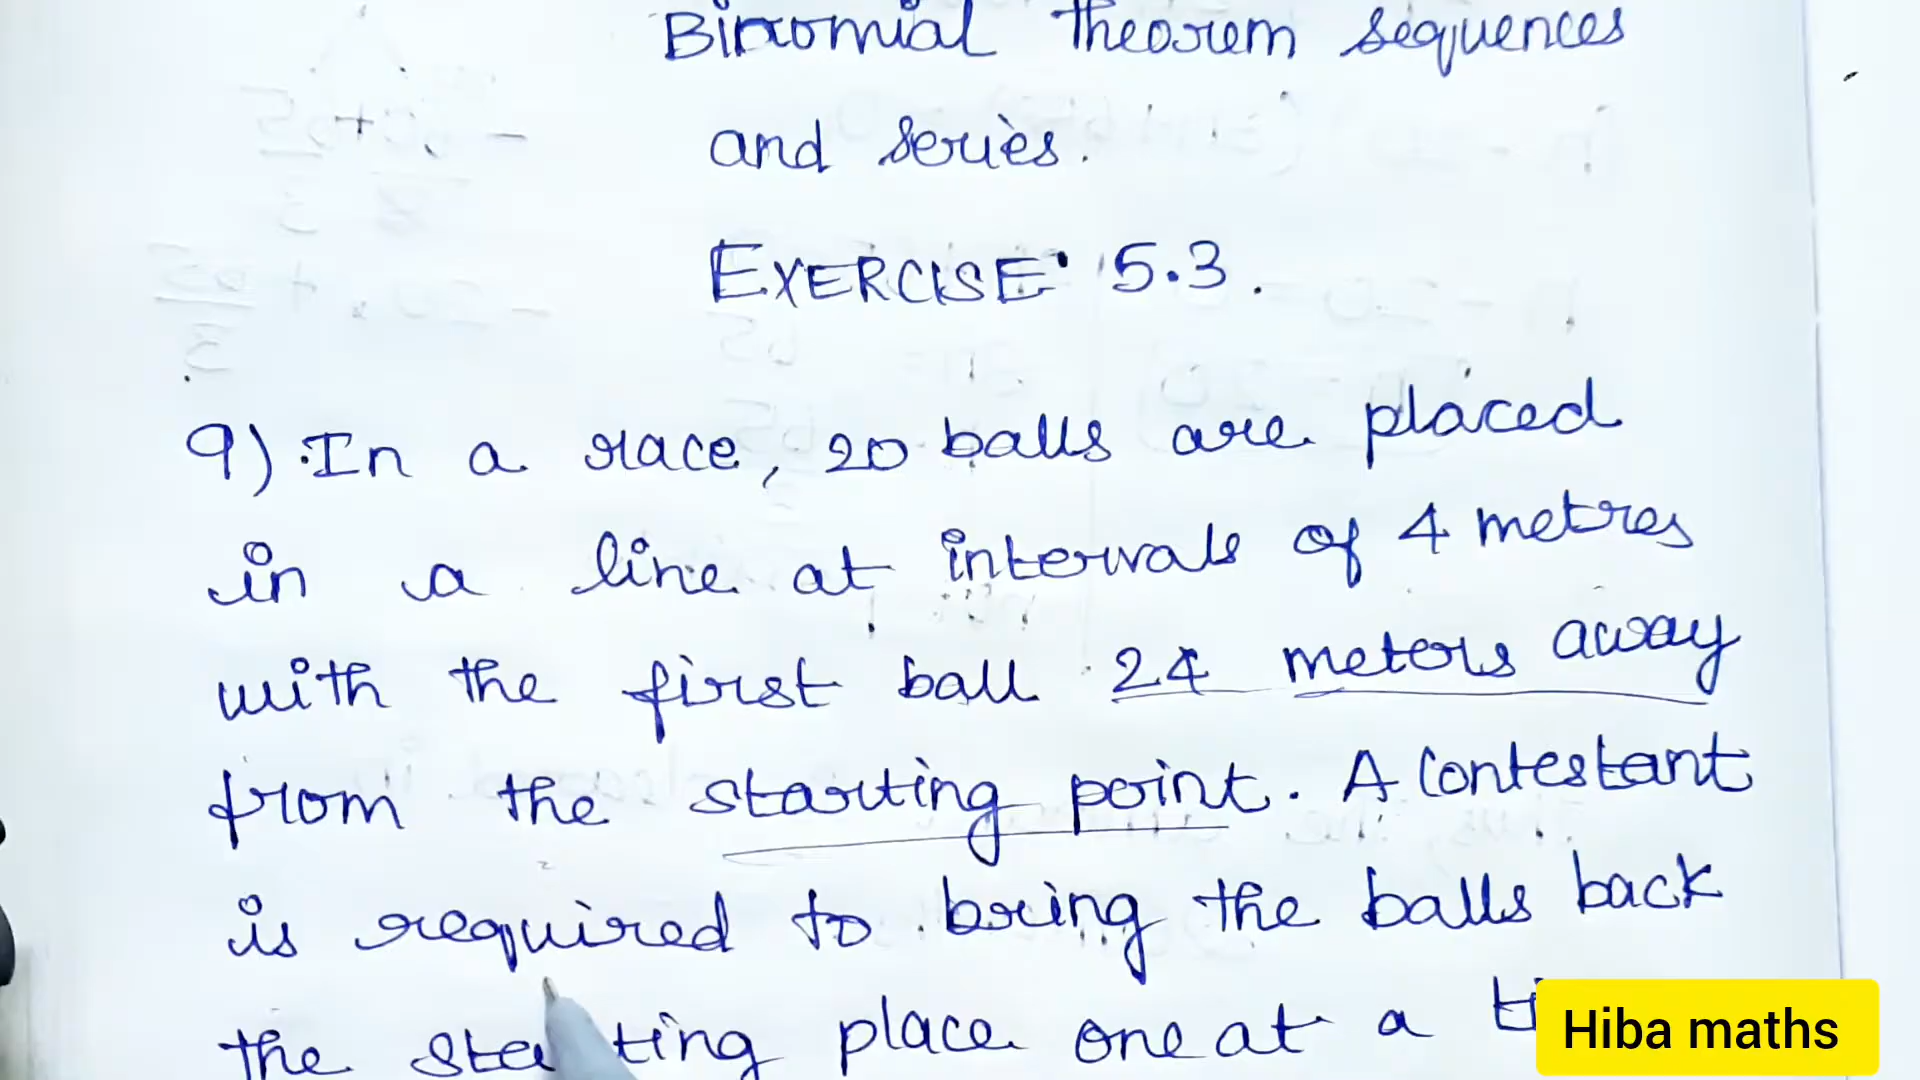 Binomial theorem sequences
and series.
EXERCISE: 5.3.
9) In a race, 20 balls are placed
in a line at intervals of 4 metres
with the first ball 24 meters away
from the starting point. A contestant
is required to bring the balls back
the starting place one at a
Hiba maths